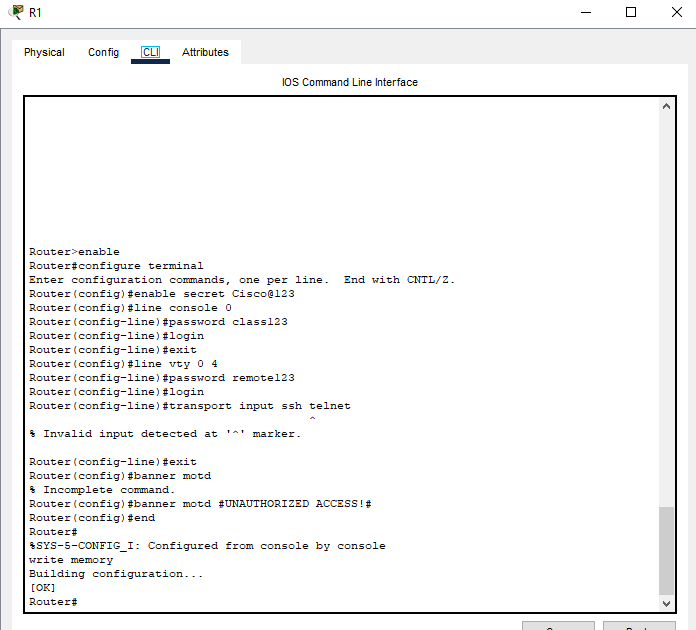 R1
Physical Config CLI Attributes
IOS Command Line Interface
Router>enable
Router#configure terminal
Enter configuration commands, one per line.  End with CNTL/Z.
Router(config)#enable secret Cisco@123
Router(config)#line console 0
Router(config-line)#password class123
Router(config-line)#login
Router(config-line)#exit
Router(config)#line vty 0 4
Router(config-line)#password remote123
Router(config-line)#login
Router(config-line)#transport input ssh telnet
^
% Invalid input detected at '^' marker.
Router(config-line)#exit
Router(config)#banner motd
% Incomplete command.
Router(config)#banner motd #UNAUTHORIZED ACCESS!#
Router(config)#end
Router#
%SYS-5-CONFIG_I: Configured from console by console
write memory
Building configuration...
[OK]
Router#